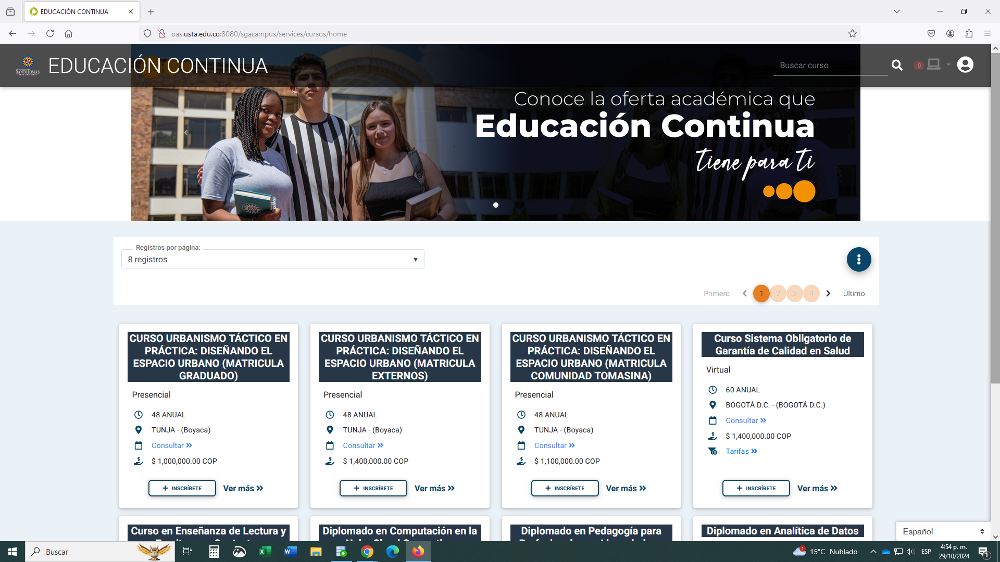 EDUCACIÓN CONTINUA
oas.usta.edu.co:8080/sgacampus/services/cursos/home
SANTO TOMÁS
EDUCACIÓN CONTINUA
Buscar curso
0
Conoce la oferta académica que
Educación Continua
tiene para ti
Registros por página:
8 registros
Primero
1
2
3
4
Último
CURSO URBANISMO TÁCTICO EN
PRÁCTICA: DISEÑANDO EL
ESPACIO URBANO (MATRICULA
GRADUADO)
Presencial
48 ANUAL
TUNJA - (Boyaca)
Consultar
$ 1,000,000.00 COP
+ INSCRÍBETE
Ver más
CURSO URBANISMO TÁCTICO EN
PRÁCTICA: DISEÑANDO EL
ESPACIO URBANO (MATRICULA
EXTERNOS)
Presencial
48 ANUAL
TUNJA - (Boyaca)
Consultar
$ 1,400,000.00 COP
+ INSCRÍBETE
Ver más
CURSO URBANISMO TÁCTICO EN
PRÁCTICA: DISEÑANDO EL
ESPACIO URBANO (MATRICULA
COMUNIDAD TOMASINA)
Presencial
48 ANUAL
TUNJA - (Boyaca)
Consultar
$ 1,100,000.00 COP
+ INSCRÍBETE
Ver más
Curso Sistema Obligatorio de
Garantía de Calidad en Salud
Virtual
60 ANUAL
BOGOTÁ D.C. - (BOGOTÁ D.C.)
Consultar
$ 1,400,000.00 COP
Tarifas
+ INSCRÍBETE
Ver más
Curso en Enseñanza de Lectura y
Diplomado en Computación en la
Diplomado en Pedagogía para
Diplomado en Analítica de Datos
Español
Buscar
1
15°C Nublado
ESP
4:54 p. m.
29/10/2024
1